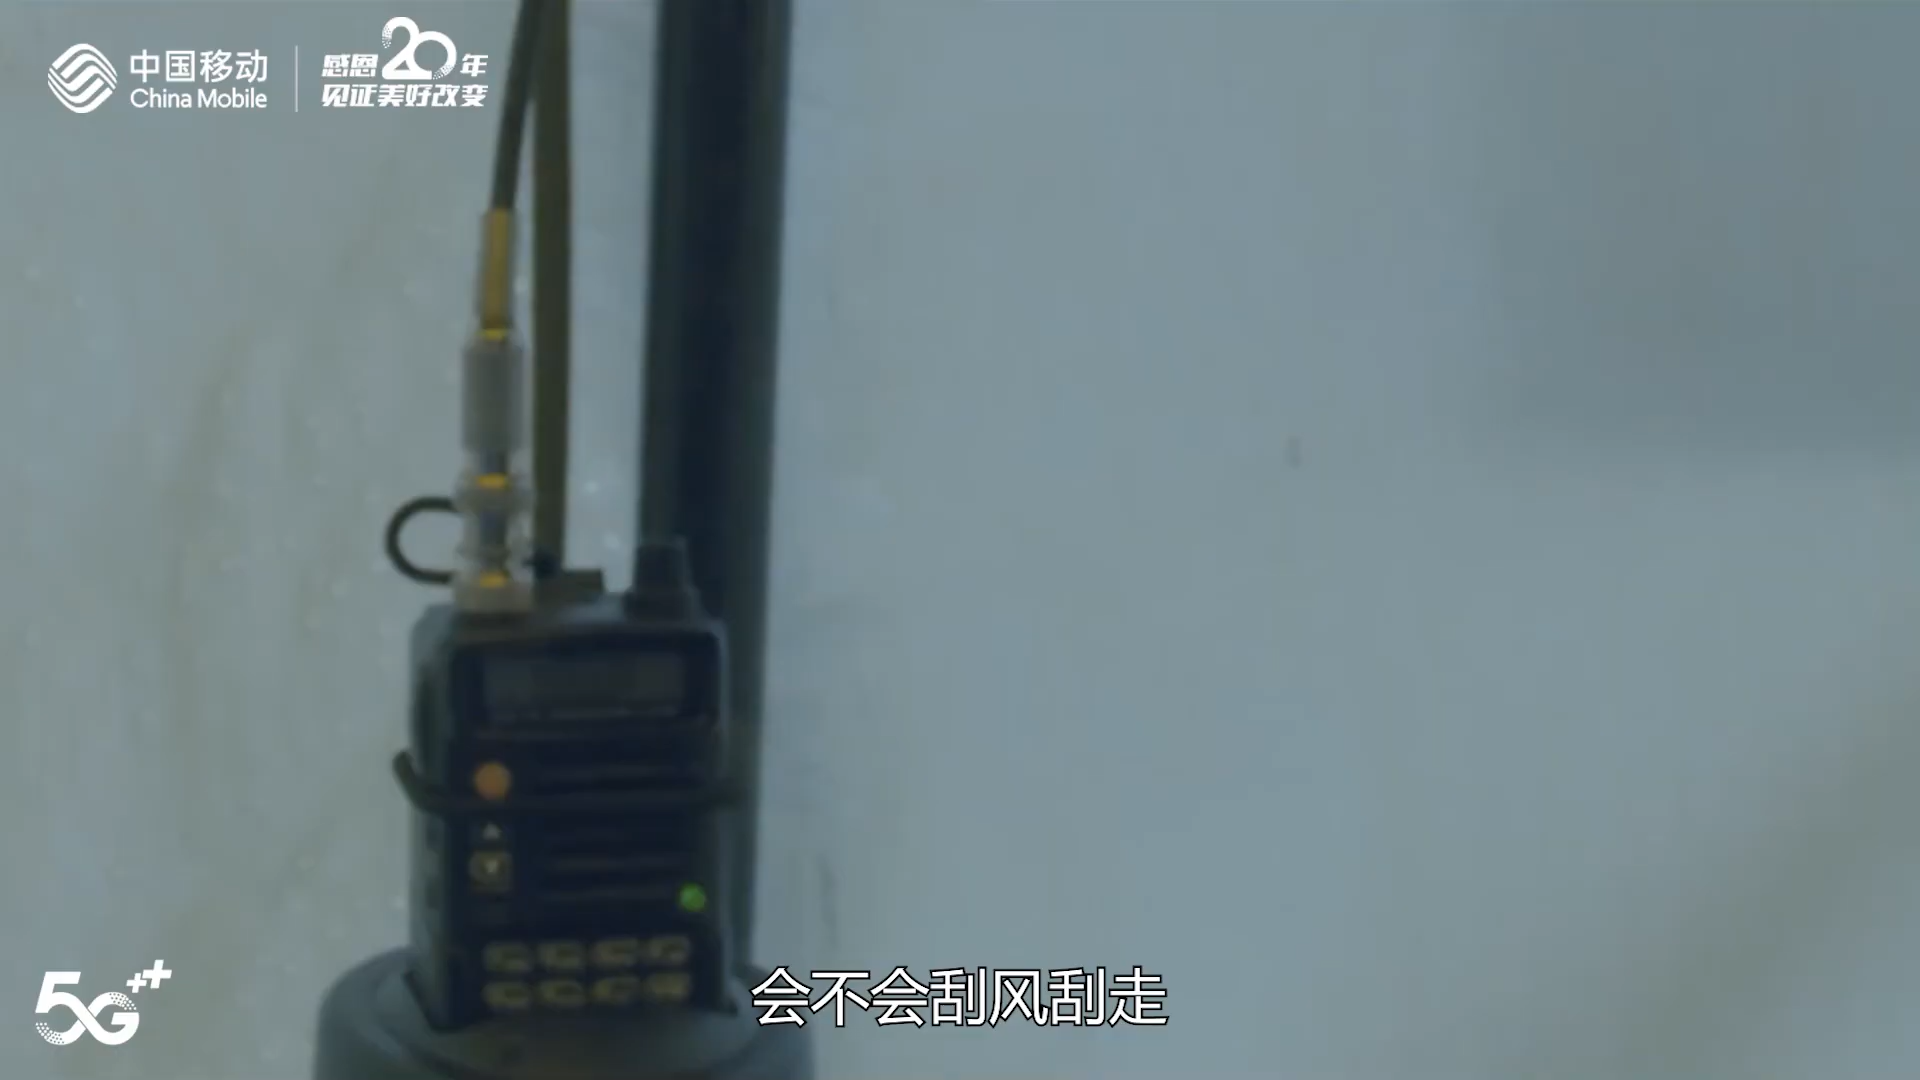 中国移动
China Mobile
感恩20年
见证美好改变
5G++
会不会刮风刮走